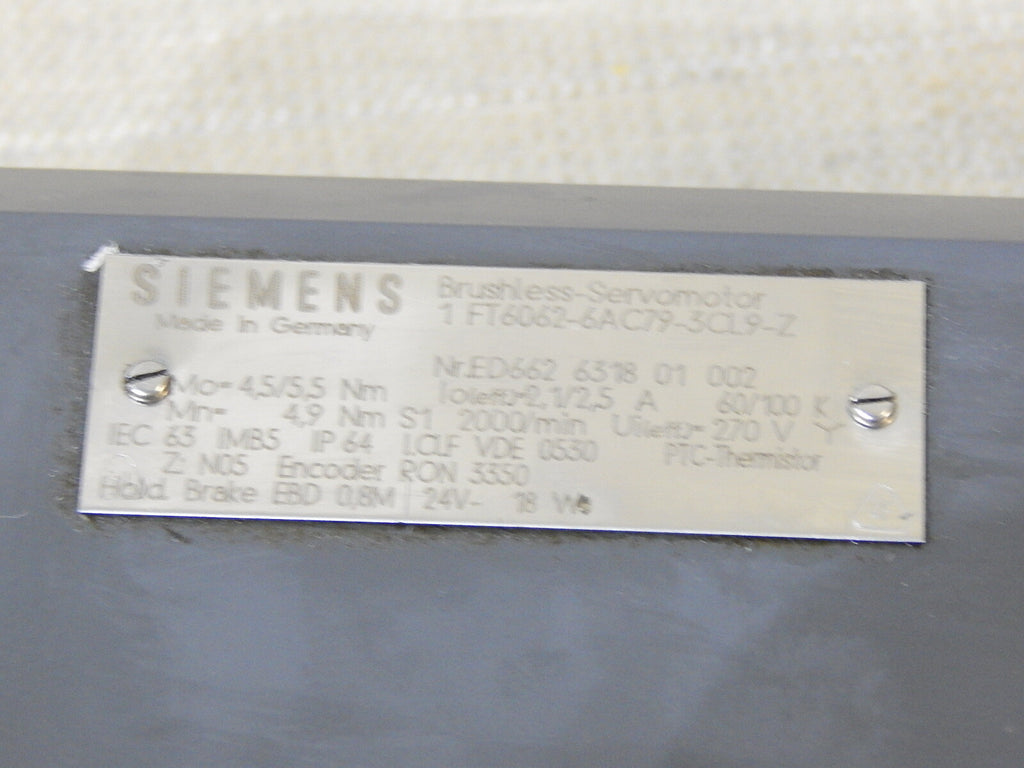 SIEMENS Brushless-Servomotor
Made in Germany 1 FT6062-6AC79-3CL9-Z
Nr.ED662 6318 01 002
Mo= 4,5/5,5 Nm Io(eff)=2,1/2,5 A 60/100 K
Mn= 4,9 Nm S1 2000/min Ui(eff)= 270 V Y
IEC 63 IMB5 IP 64 I.CL.F VDE 0530 PTC-Thermistor
Z: N05 Encoder RON 3350
Hold. Brake EBD 0,8M 24V- 18 W